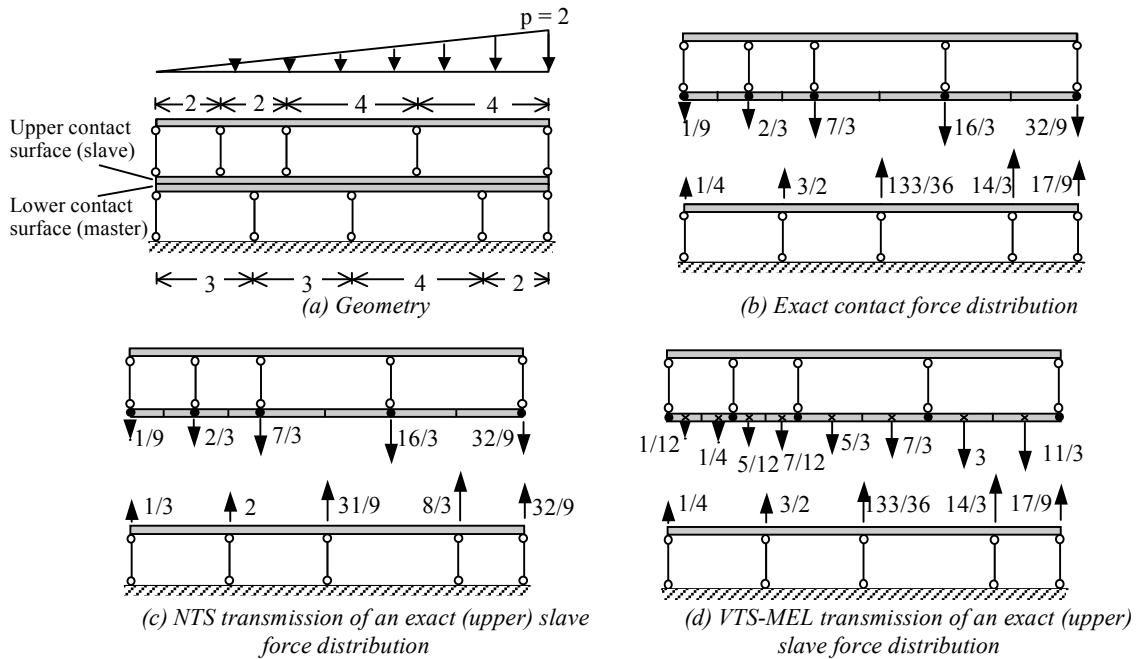 p = 2
2 2 4 4
Upper contact
surface (slave)
Lower contact
surface (master)
3 3 4 2
(a) Geometry
1/9 2/3 7/3 16/3 32/9
1/4 3/2 133/36 14/3 17/9
(b) Exact contact force distribution
1/9 2/3 7/3 16/3 32/9
1/3 2 31/9 8/3 32/9
(c) NTS transmission of an exact (upper) slave
force distribution
1/12 1/4 5/12 7/12 5/3 7/3 3 11/3
1/4 3/2 133/36 14/3 17/9
(d) VTS-MEL transmission of an exact (upper)
slave force distribution